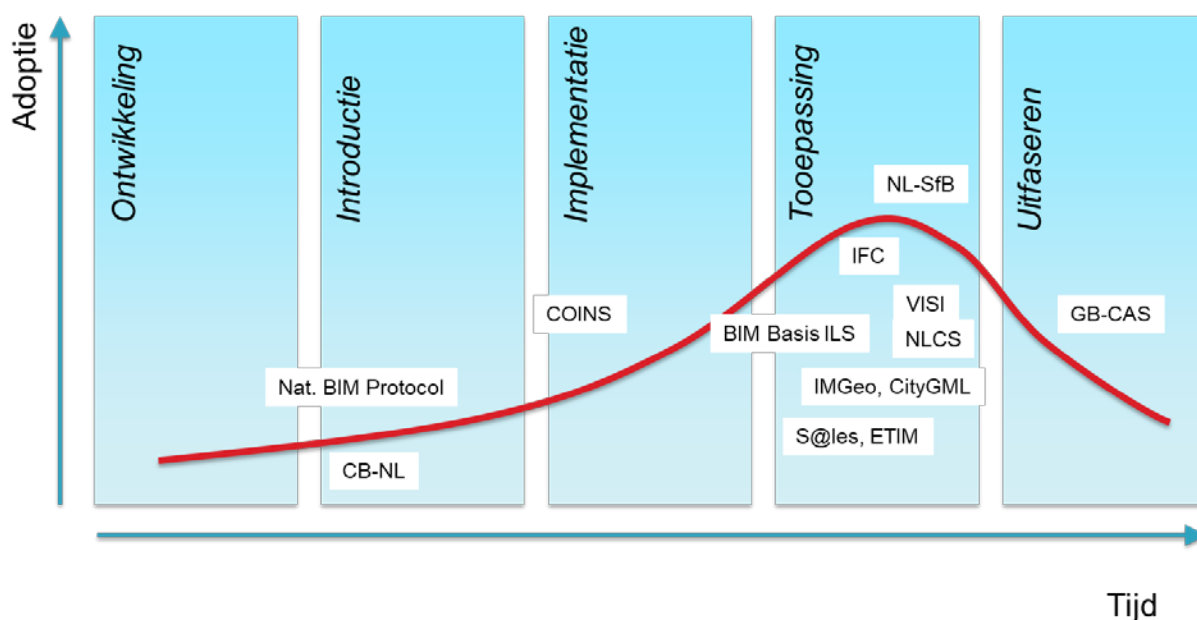 Adoptie
Ontwikkeling
Introductie
Implementatie
Tooepassing
Uitfaseren
NL-SfB
IFC
COINS
VISI
GB-CAS
BIM Basis ILS
NLCS
Nat. BIM Protocol
IMGeo, CityGML
S@les, ETIM
CB-NL
Tijd